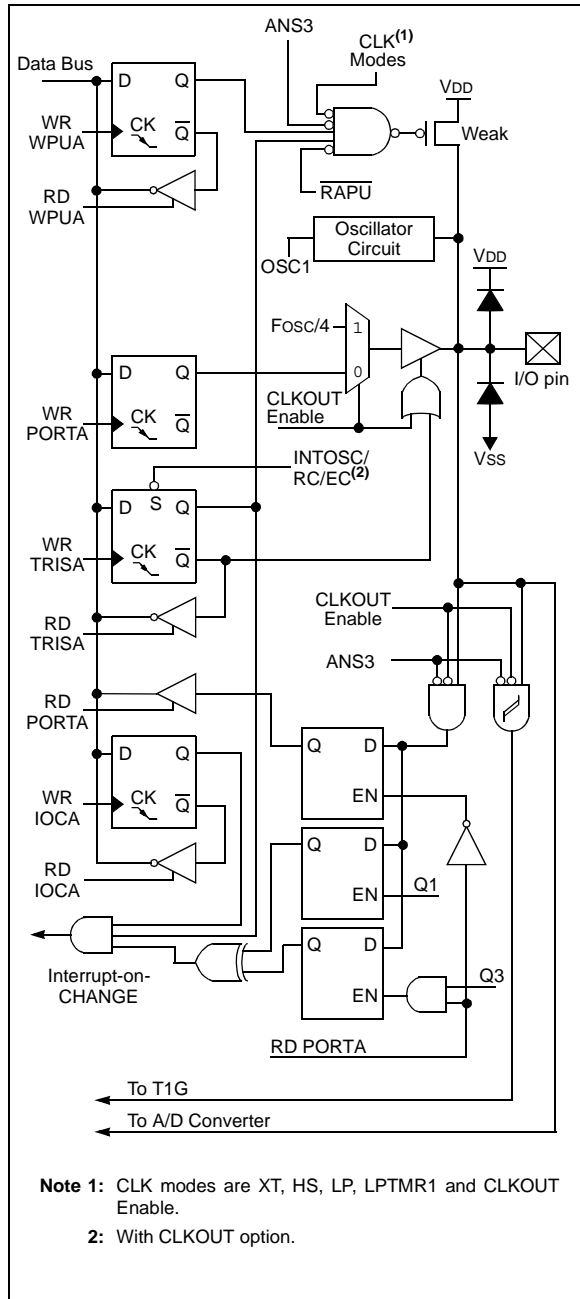 ANS3
CLK(1)
Modes
Data Bus
D Q
VDD
WR
WPUA
CK Q
Weak
RAPU
RD
WPUA
Oscillator
Circuit
OSC1
VDD
FOSC/4
1
D Q
0
I/O pin
WR
PORTA
CK Q
CLKOUT
Enable
VSS
INTOSC/
RC/EC(2)
D S Q
WR
TRISA
CK Q
CLKOUT
Enable
RD
TRISA
ANS3
RD
PORTA
D Q
Q D
WR
IOCA
CK Q
EN
Q D
RD
IOCA
EN
Q1
Q D
Interrupt-on-
CHANGE
Q3
EN
RD PORTA
To T1G
To A/D Converter
Note 1: CLK modes are XT, HS, LP, LPTMR1 and CLKOUT
Enable.
2: With CLKOUT option.